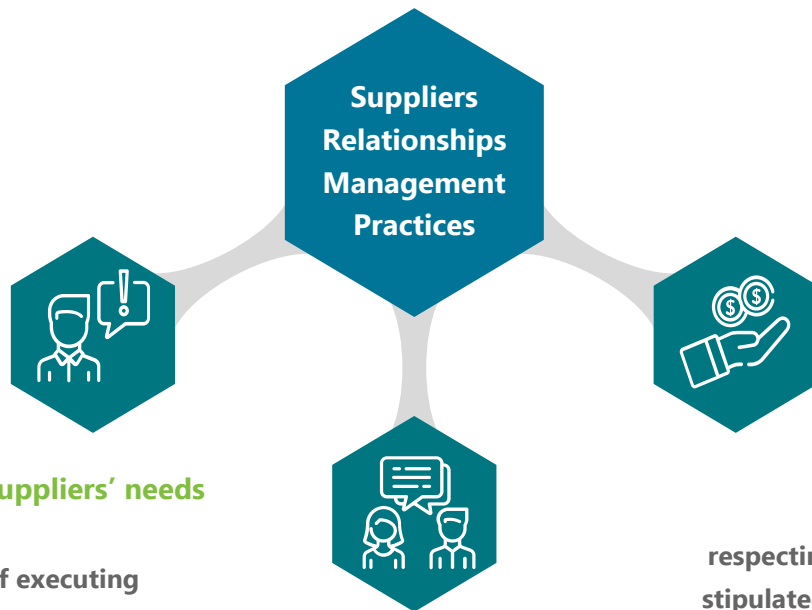 Suppliers
Relationships
Management
Practices
$ $
uppliers’ needs
f executing
respectin
stipulate